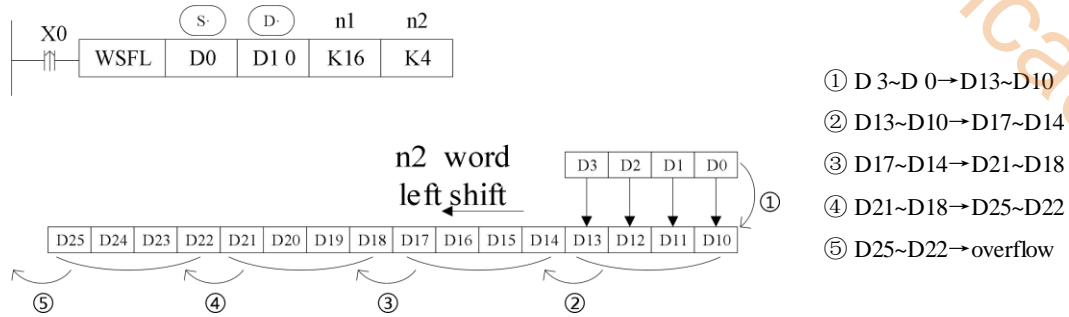 S· D· n1 n2
X0
WSFL D0 D1 0 K16 K4
① D 3~D 0→D13~D10
② D13~D10→D17~D14
③ D17~D14→D21~D18
④ D21~D18→D25~D22
⑤ D25~D22→overflow
n2 word
left shift
D3 D2 D1 D0
①
D25 D24 D23 D22 D21 D20 D19 D18 D17 D16 D15 D14 D13 D12 D11 D10
⑤ ④ ③ ②